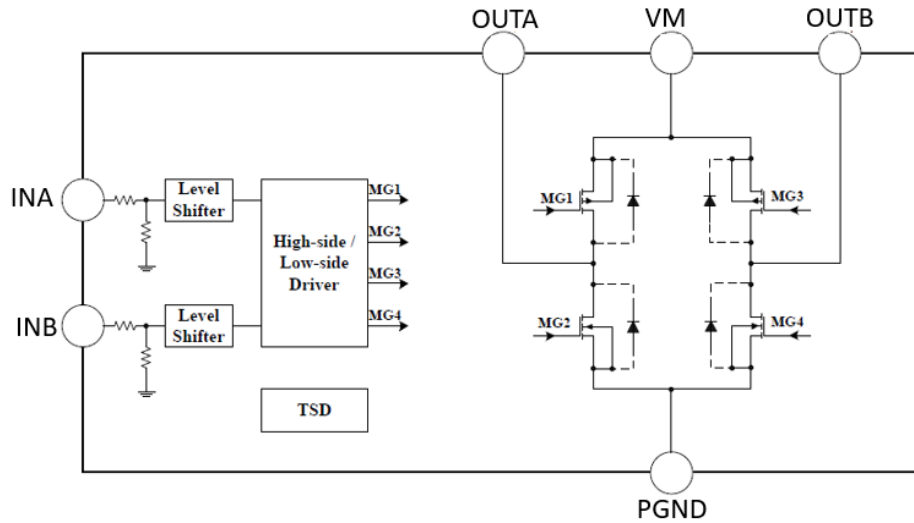 OUTA
VM
OUTB
INA
Level
Shifter
High-side /
Low-side
Driver
MG1
MG2
MG3
MG4
MG1
MG3
INB
Level
Shifter
MG2
MG4
TSD
PGND